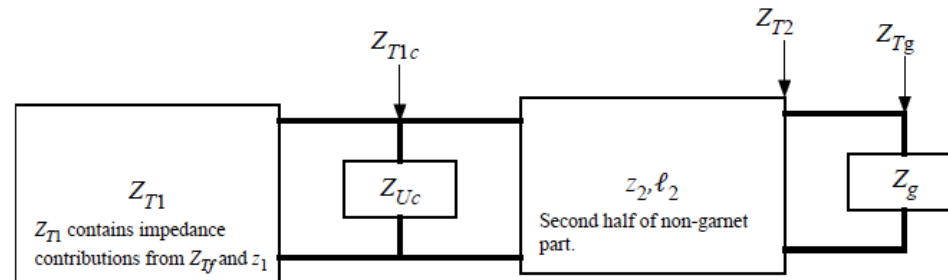 Z_{T1c}
Z_{T2}
Z_{Tg}
Z_{T1}
Z_{T1} contains impedance
contributions from Z_{Tf} and z_1
Z_{Uc}
z_2, ℓ_2
Second half of non-garnet
part.
Z_g